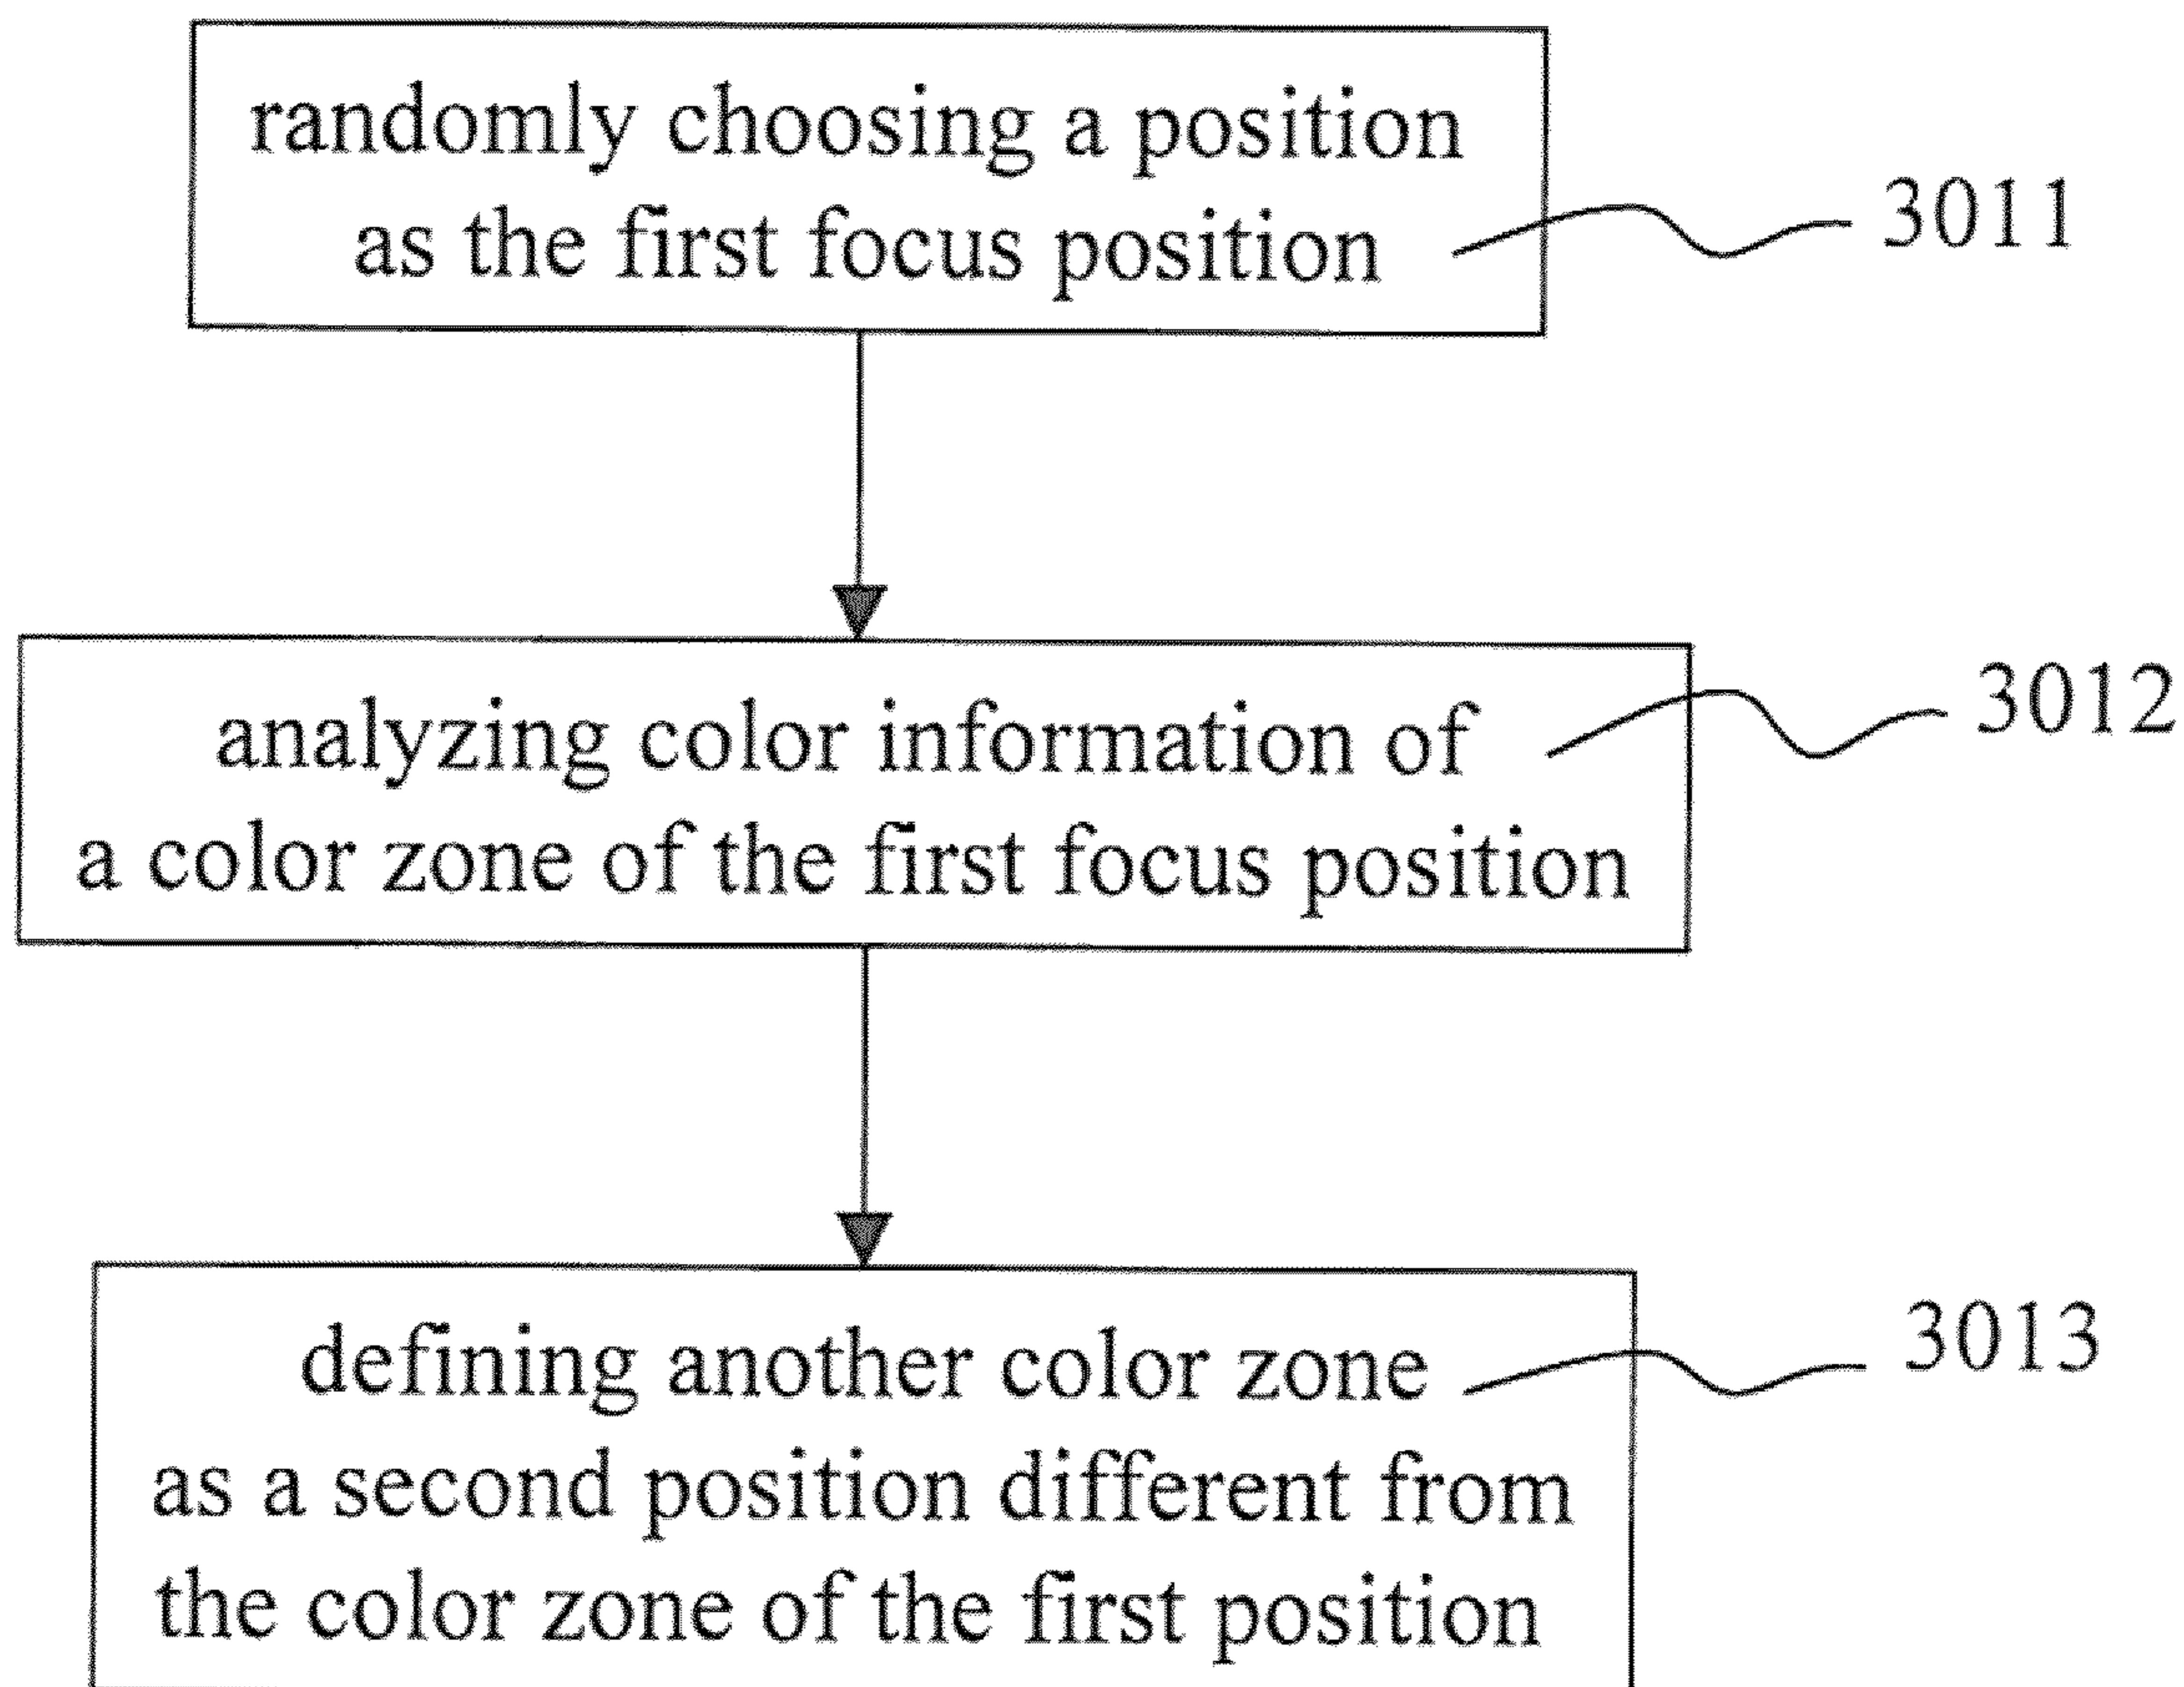 randomly choosing a position
as the first focus position
3011
analyzing color information of
a color zone of the first focus position
3012
defining another color zone
as a second position different from
the color zone of the first position
3013